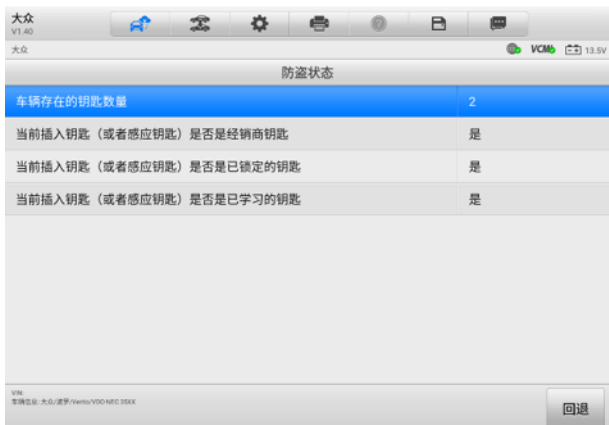 大众
V1.40
大众
VCMI
13.5V
防盗状态
车辆存在的钥匙数量 2
当前插入钥匙（或者感应钥匙）是否是经销商钥匙 是
当前插入钥匙（或者感应钥匙）是否是已锁定的钥匙 是
当前插入钥匙（或者感应钥匙）是否是已学习的钥匙 是
VIN:
车辆信息: 大众/波罗/Vento/VDO NEC 35XX
回退